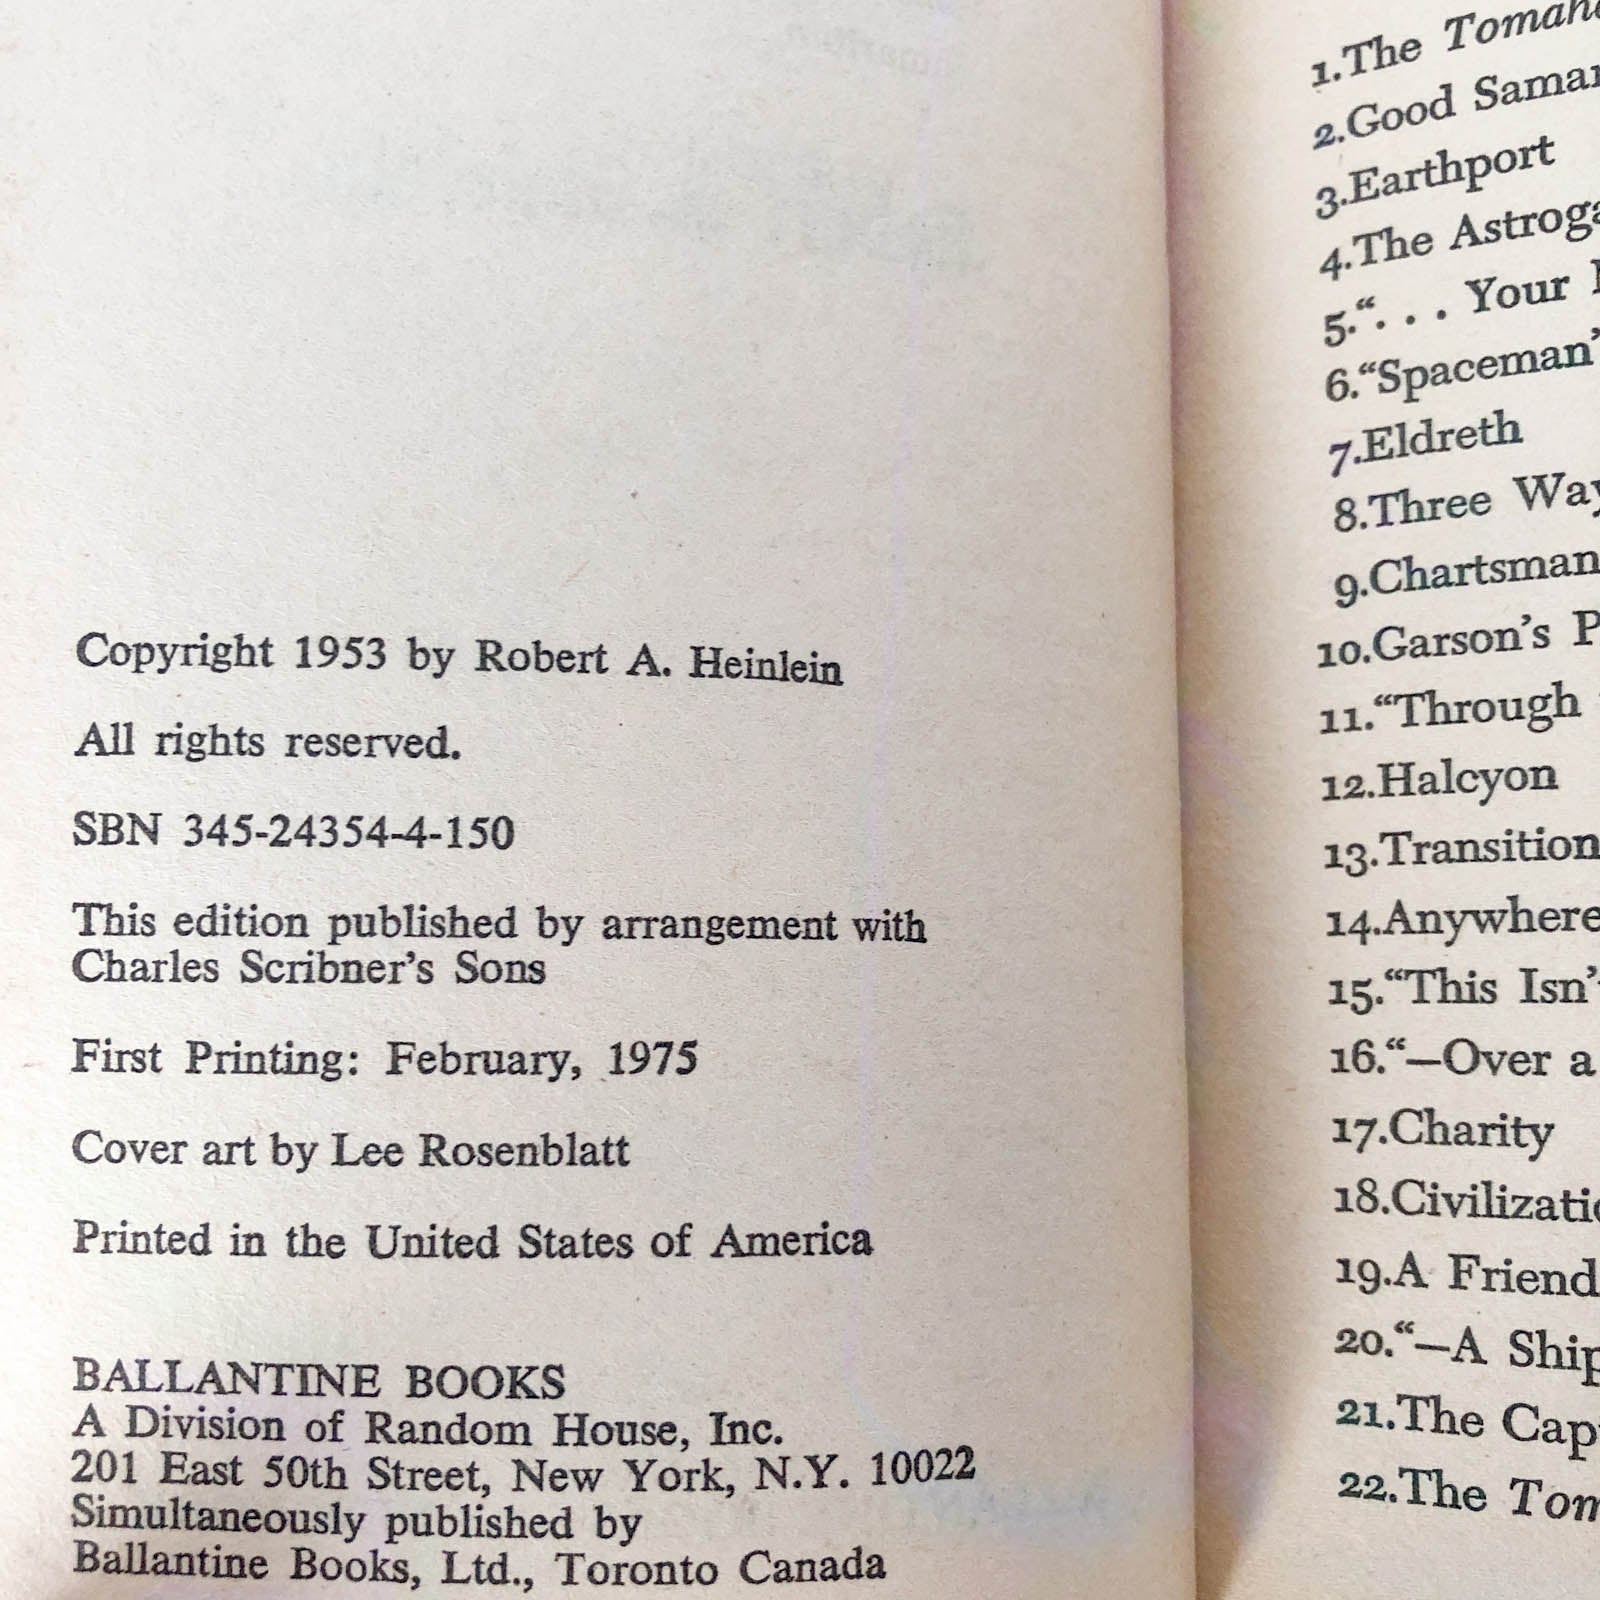 Copyright 1953 by Robert A. Heinlein
All rights reserved.
SBN 345-24354-4-150
This edition published by arrangement with
Charles Scribner's Sons
First Printing: February, 1975
Cover art by Lee Rosenblatt
Printed in the United States of America
BALLANTINE BOOKS
A Division of Random House, Inc.
201 East 50th Street, New York, N.Y. 10022
Simultaneously published by
Ballantine Books, Ltd., Toronto Canada
1.The
2.Good
3.Earthport
4.The
5.“. . . Your
6.“Spaceman’
7.Eldreth
8.Three
9.Chartsman
10.Garson’s
11.“Through
12.Halcyon
13.Transition
14.Anywhere
15.“This Isn’
16.“—Over a
17.Charity
18.
19.A Friend
20.“—A Ship
21.The
22.The